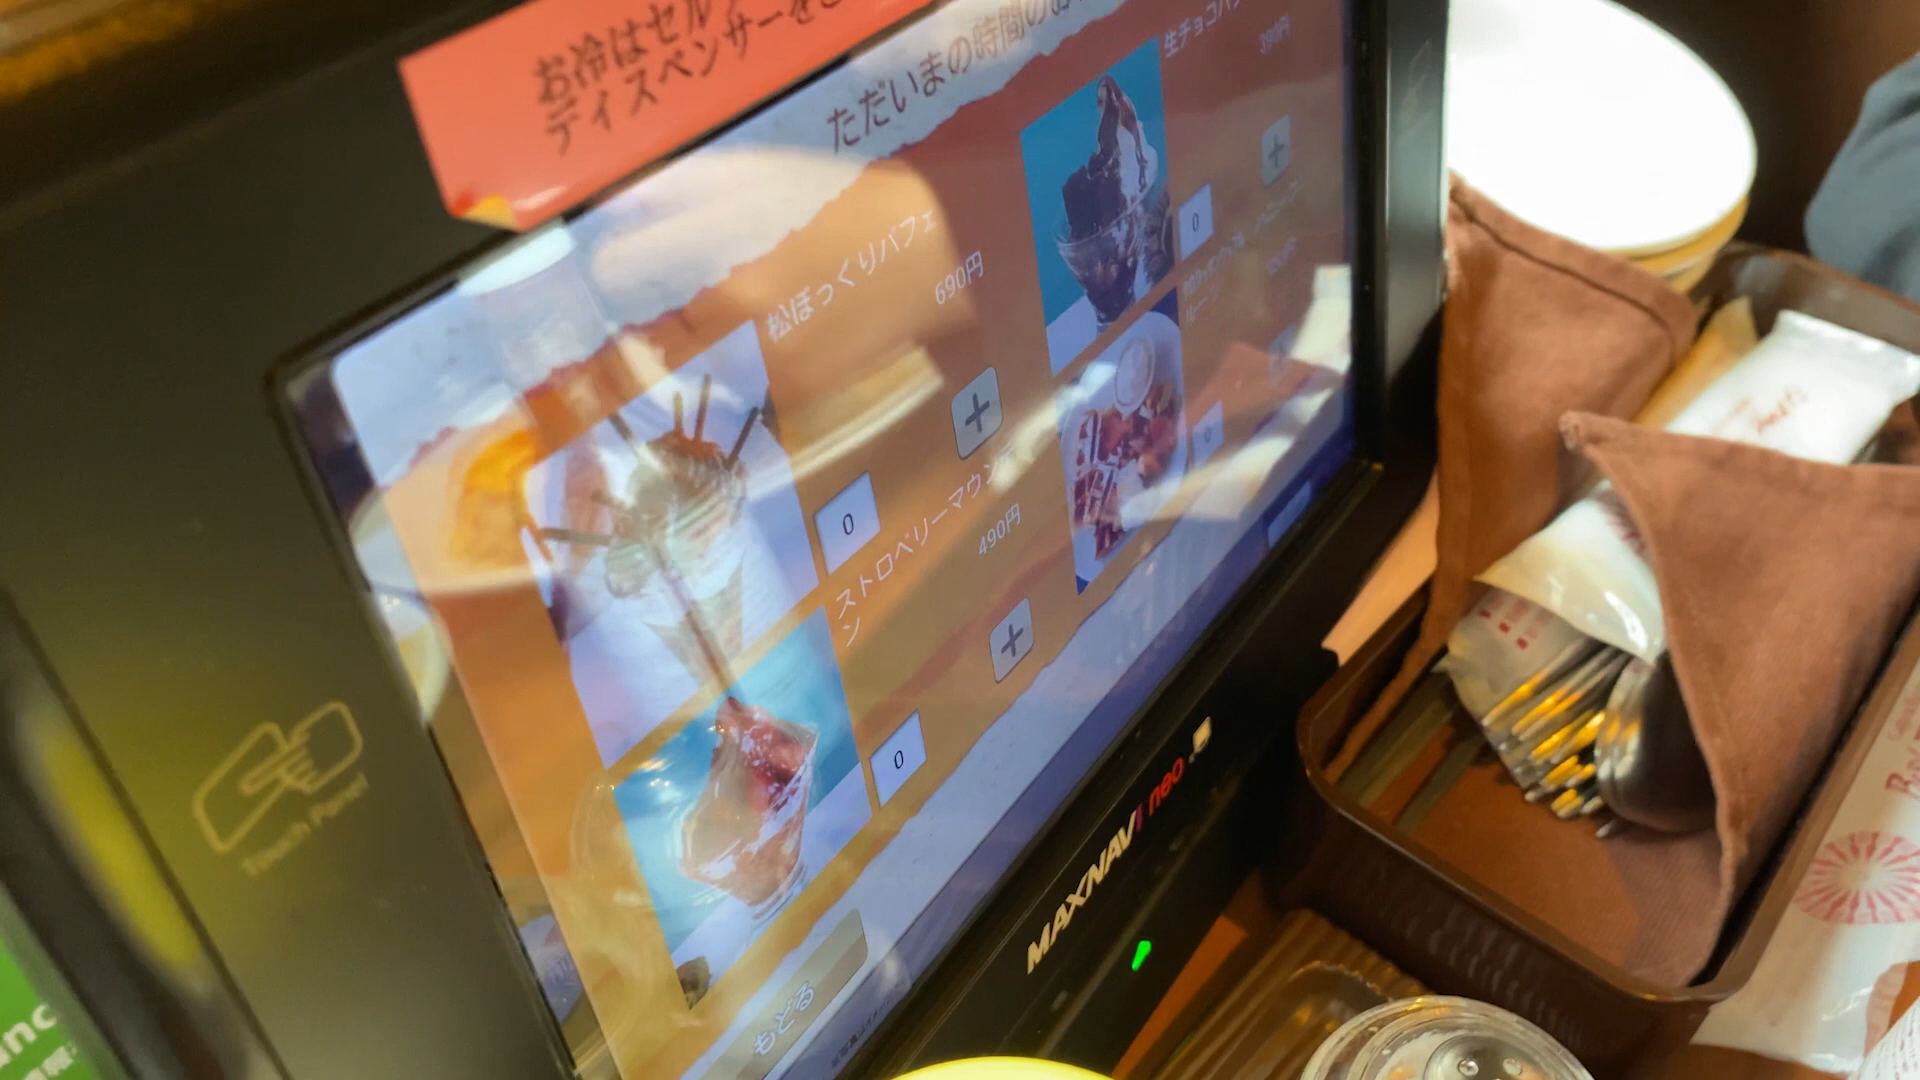 お冷はセルフ
ディスペンサーをご
ただいまの時間のお
松ぼっくりパフェ
690円
0
ストロベリーマウンテ
ン
490円
0
生チョコパフ
390円
0
0
もどる
Touch Panel
MAXNAVI neo